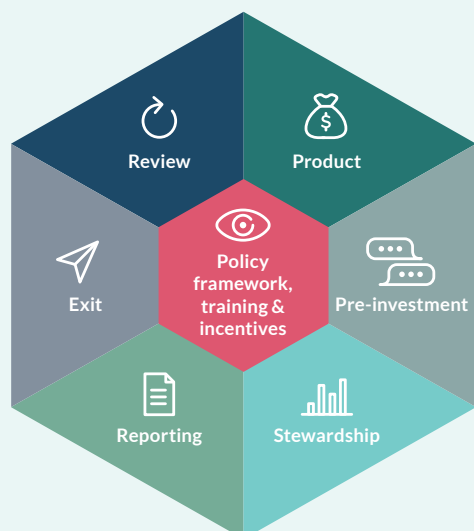 Review
Product
Policy
framework,
training &
incentives
Exit
Pre-investment
Reporting
Stewardship